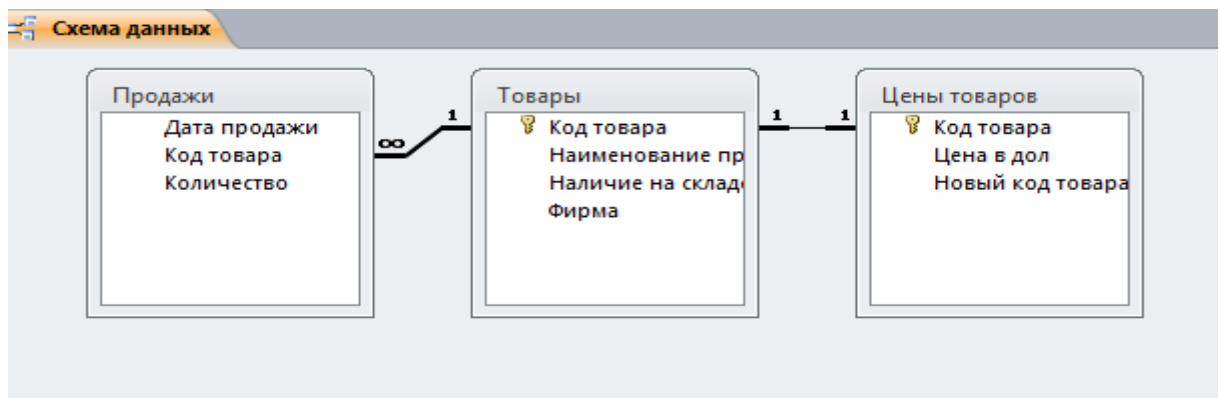 Схема данных
Продажи
Дата продажи
Код товара
Количество
∞
1
Товары
Код товара
Наименование пр
Наличие на склад
Фирма
1
1
Цены товаров
Код товара
Цена в дол
Новый код товара